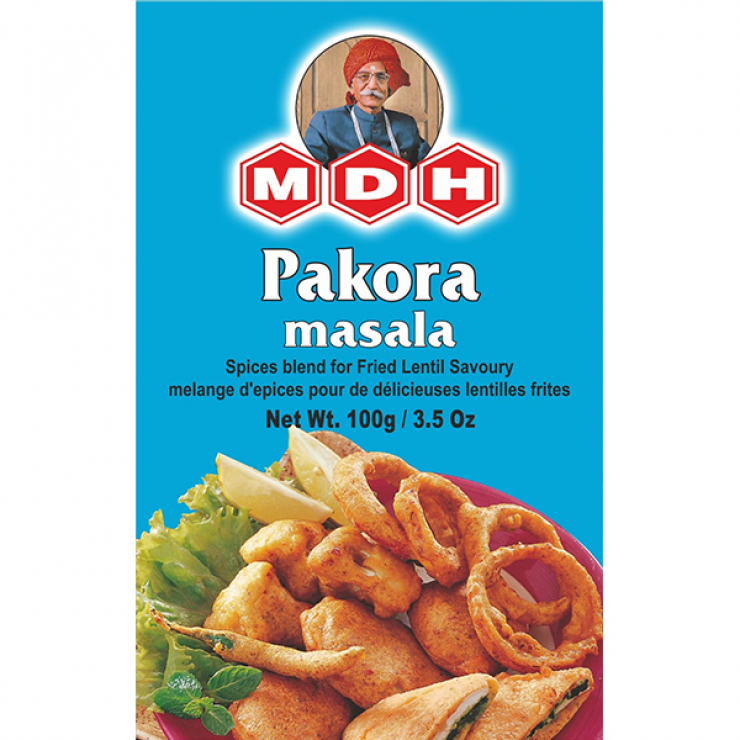 MDH
Pakora
masala
Spices blend for Fried Lentil Savoury
melange d'epices pour de délicieuses lentilles frites
Net Wt. 100g / 3.5 Oz